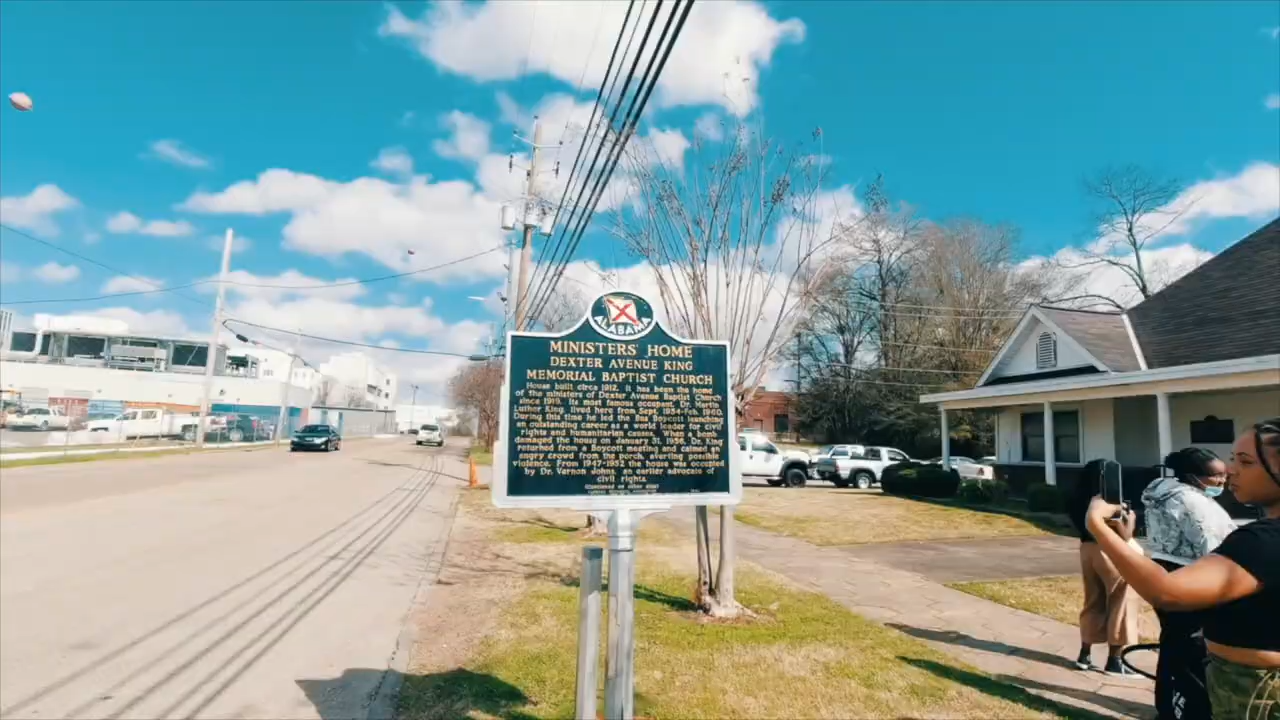 ALABAMA
MINISTERS' HOME
DEXTER AVENUE KING
MEMORIAL BAPTIST CHURCH
House built circa 1912. It has been the home
of the ministers of Dexter Avenue Baptist Church
since 1919. Its most famous occupant, Dr. Martin
Luther King, lived here from Sept. 1954-Feb. 1960.
During this time he led the Bus Boycott launching
an outstanding career as a world leader for civil
rights and humanitarian causes. When a bomb
damaged the house on January 31, 1956, Dr. King
returned from a Boycott meeting and calmed an
angry crowd from the porch, averting possible
violence. From 1947-1952 the house was occupied
by Dr. Vernon Johns, an earlier advocate of
civil rights.
(Continued on other side)